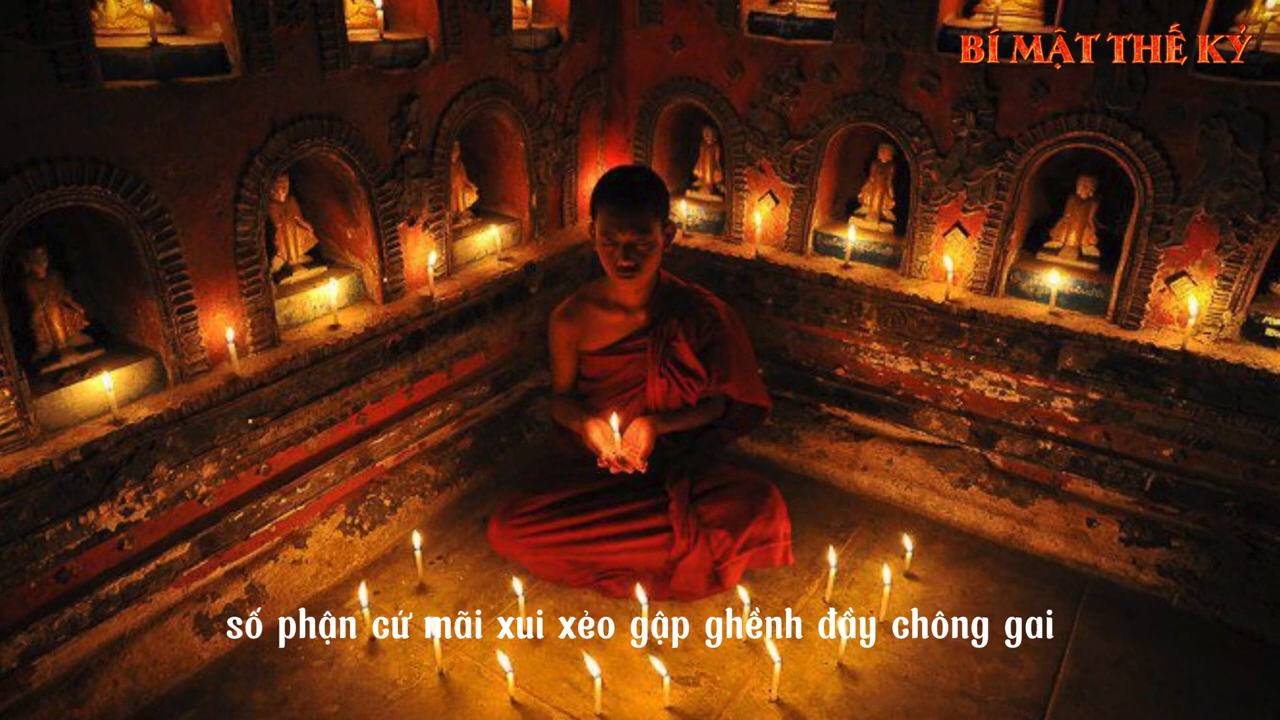 BÍ MẬT THẾ KỶ
số phận cứ mãi xui xẻo gập ghềnh đầy chông gai